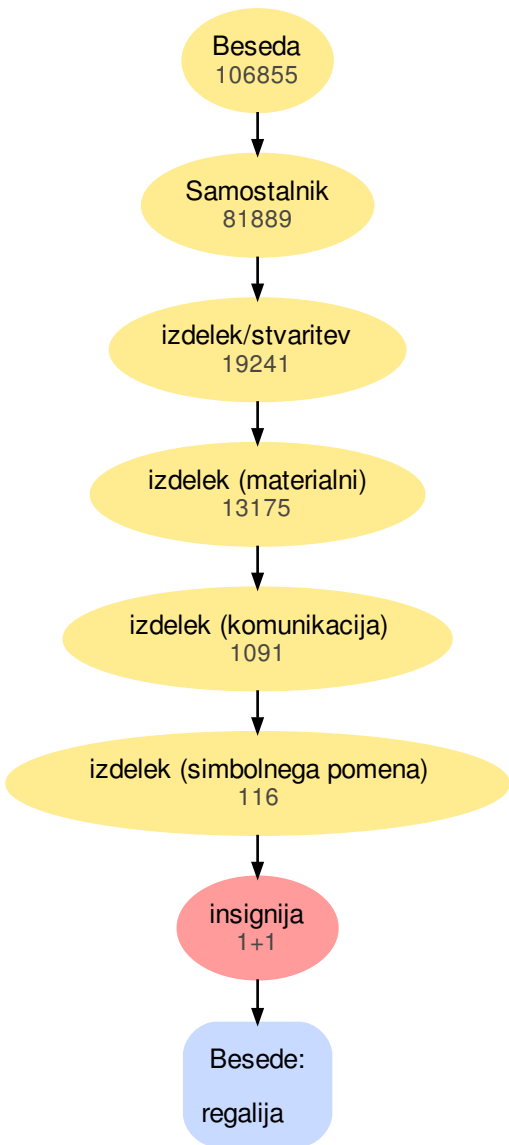 Beseda
106855
Samostalnik
81889
izdelek/stvaritev
19241
izdelek (materialni)
13175
izdelek (komunikacija)
1091
izdelek (simbolnega pomena)
116
insignija
1+1
Besede:
regalija